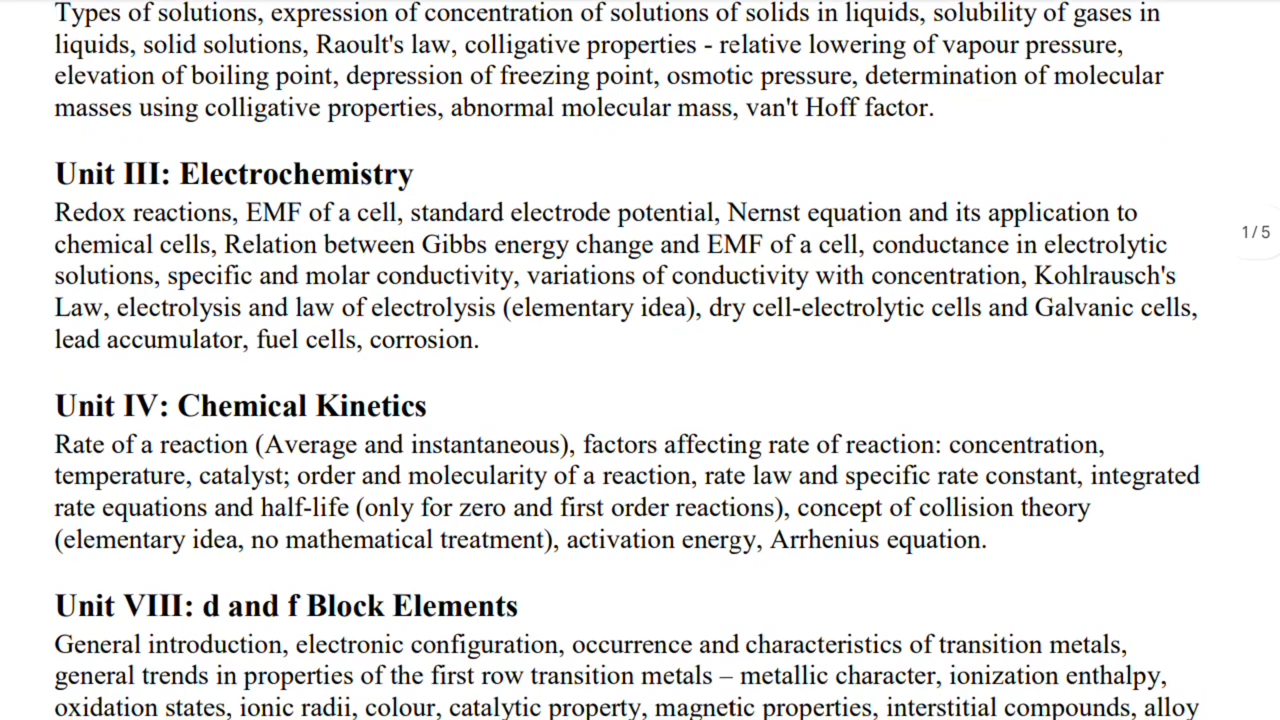 Types of solutions, expression of concentration of solutions of solids in liquids, solubility of gases in
liquids, solid solutions, Raoult's law, colligative properties - relative lowering of vapour pressure,
elevation of boiling point, depression of freezing point, osmotic pressure, determination of molecular
masses using colligative properties, abnormal molecular mass, van't Hoff factor.
Unit III: Electrochemistry
Redox reactions, EMF of a cell, standard electrode potential, Nernst equation and its application to
chemical cells, Relation between Gibbs energy change and EMF of a cell, conductance in electrolytic
solutions, specific and molar conductivity, variations of conductivity with concentration, Kohlrausch's
Law, electrolysis and law of electrolysis (elementary idea), dry cell-electrolytic cells and Galvanic cells,
lead accumulator, fuel cells, corrosion.
1/5
Unit IV: Chemical Kinetics
Rate of a reaction (Average and instantaneous), factors affecting rate of reaction: concentration,
temperature, catalyst; order and molecularity of a reaction, rate law and specific rate constant, integrated
rate equations and half-life (only for zero and first order reactions), concept of collision theory
(elementary idea, no mathematical treatment), activation energy, Arrhenius equation.
Unit VIII: d and f Block Elements
General introduction, electronic configuration, occurrence and characteristics of transition metals,
general trends in properties of the first row transition metals – metallic character, ionization enthalpy,
oxidation states, ionic radii, colour, catalytic property, magnetic properties, interstitial compounds, alloy